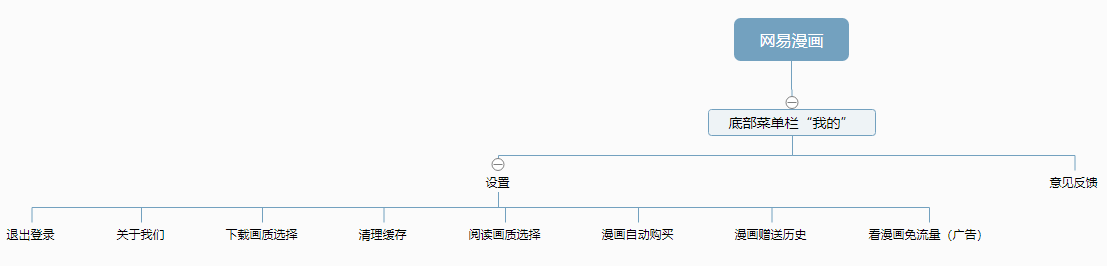 网易漫画
底部菜单栏“我的”
设置
意见反馈
退出登录
关于我们
下载画质选择
清理缓存
阅读画质选择
漫画自动购买
漫画赠送历史
看漫画免流量（广告）